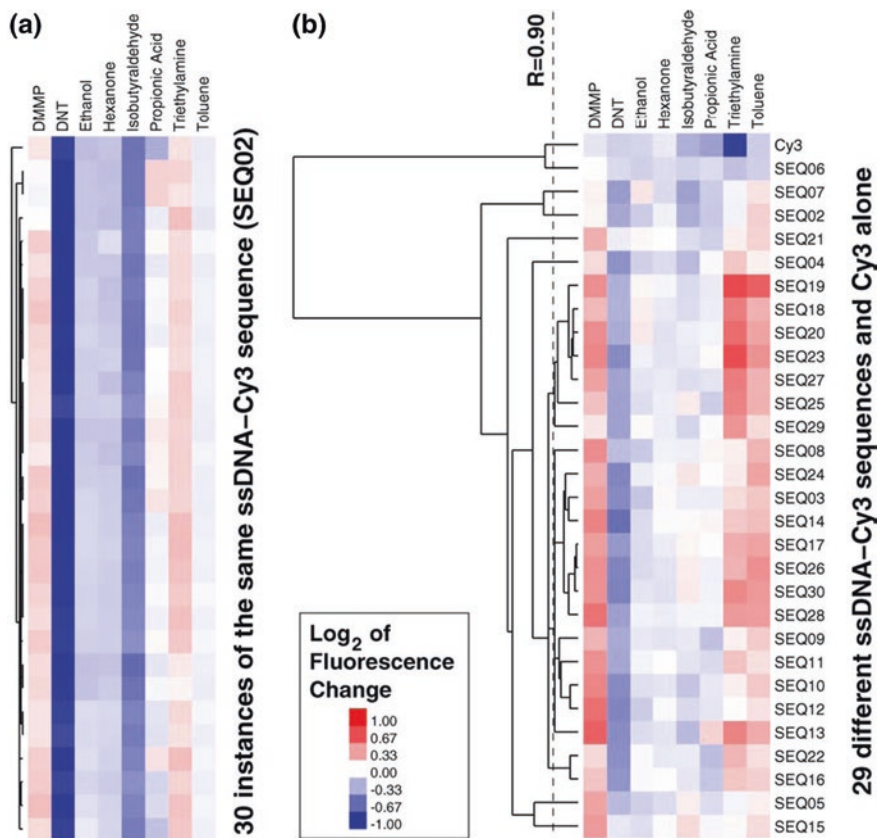 (a)
DMMP
DNT
Ethanol
Hexanone
Isobutyraldehyde
Propionic Acid
Triethylamine
Toluene
30 instances of the same ssDNA-Cy3 sequence (SEQ02)
(b)
R=0.90
DMMP
DNT
Ethanol
Hexanone
Isobutyraldehyde
Propionic Acid
Triethylamine
Toluene
Cy3
SEQ06
SEQ07
SEQ02
SEQ21
SEQ04
SEQ19
SEQ18
SEQ20
SEQ23
SEQ27
SEQ25
SEQ29
SEQ08
SEQ24
SEQ03
SEQ14
SEQ17
SEQ26
SEQ30
SEQ28
SEQ09
SEQ11
SEQ10
SEQ12
SEQ13
SEQ22
SEQ16
SEQ05
SEQ15
29 different ssDNA-Cy3 sequences and Cy3 alone
Log2 of
Fluorescence
Change
1.00
0.67
0.33
0.00
-0.33
-0.67
-1.00